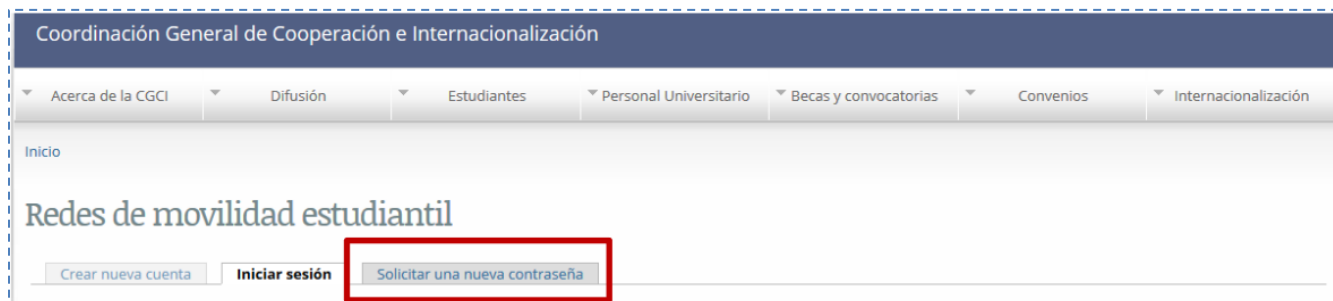 Coordinación General de Cooperación e Internacionalización
Acerca de la CGCI Difusión Estudiantes Personal Universitario Becas y convocatorias Convenios Internacionalización
Inicio
Redes de movilidad estudiantil
Crear nueva cuenta Iniciar sesión Solicitar una nueva contraseña